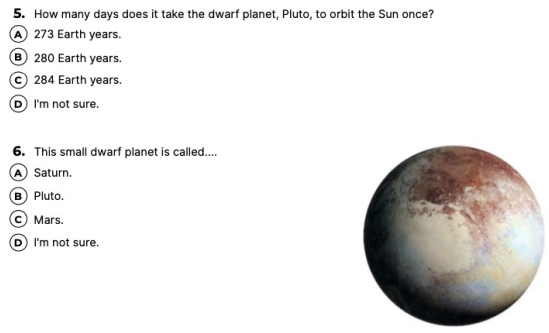 5. How many days does it take the dwarf planet, Pluto, to orbit the Sun once?
A 273 Earth years.
B 280 Earth years.
C 284 Earth years.
D I'm not sure.
6. This small dwarf planet is called....
A Saturn.
B Pluto.
C Mars.
D I'm not sure.